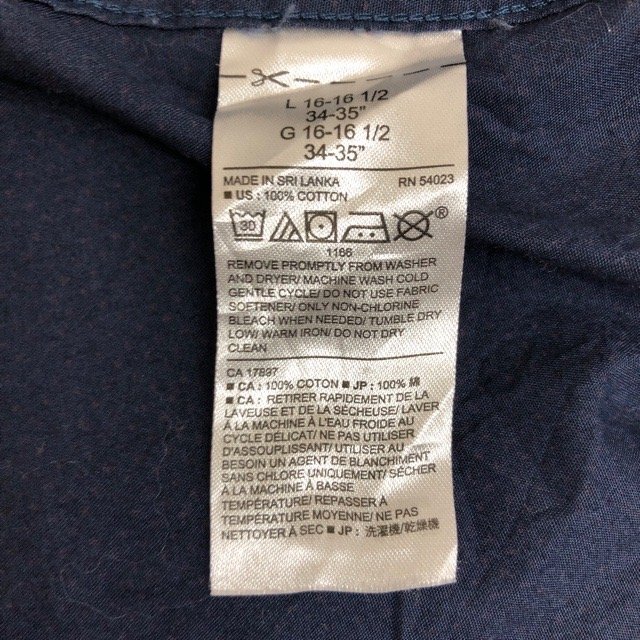 L 16-16 1/2
34-35"
G 16-16 1/2
34-35"
MADE IN SRI LANKA RN 54023
■ US : 100% COTTON
30 ®
1166
REMOVE PROMPTLY FROM WASHER
AND DRYER/ MACHINE WASH COLD
GENTLE CYCLE/ DO NOT USE FABRIC
SOFTENER/ ONLY NON-CHLORINE
BLEACH WHEN NEEDED/ TUMBLE DRY
LOW/ WARM IRON/ DO NOT DRY
CLEAN
CA 17897
■ CA : 100% COTON ■ JP : 100% 綿
■ CA : RETIRER RAPIDEMENT DE LA
LAVEUSE ET DE LA SÉCHEUSE/ LAVER
À LA MACHINE À L'EAU FROIDE AU
CYCLE DÉLICAT/ NE PAS UTILISER
D'ASSOUPLISSANT/ UTILISER AU
BESOIN UN AGENT DE BLANCHIMENT
SANS CHLORE UNIQUEMENT/ SÉCHER
À LA MACHINE À BASSE
TEMPÉRATURE/ REPASSER À
TEMPÉRATURE MOYENNE/ NE PAS
NETTOYER À SEC ■ JP : 洗濯機/乾燥機